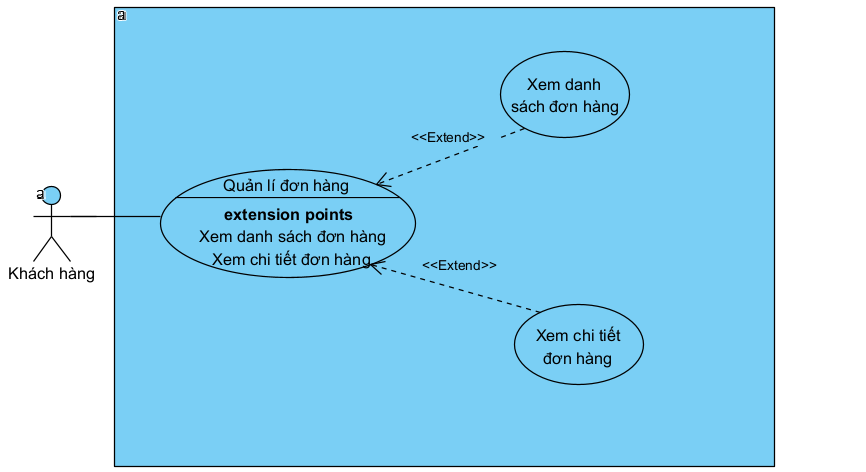 a
Xem danh
sách đơn hàng
<<Extend>>
Quản lí đơn hàng
extension points
Xem danh sách đơn hàng
Xem chi tiết đơn hàng
a
Khách hàng
<<Extend>>
Xem chi tiết
đơn hàng